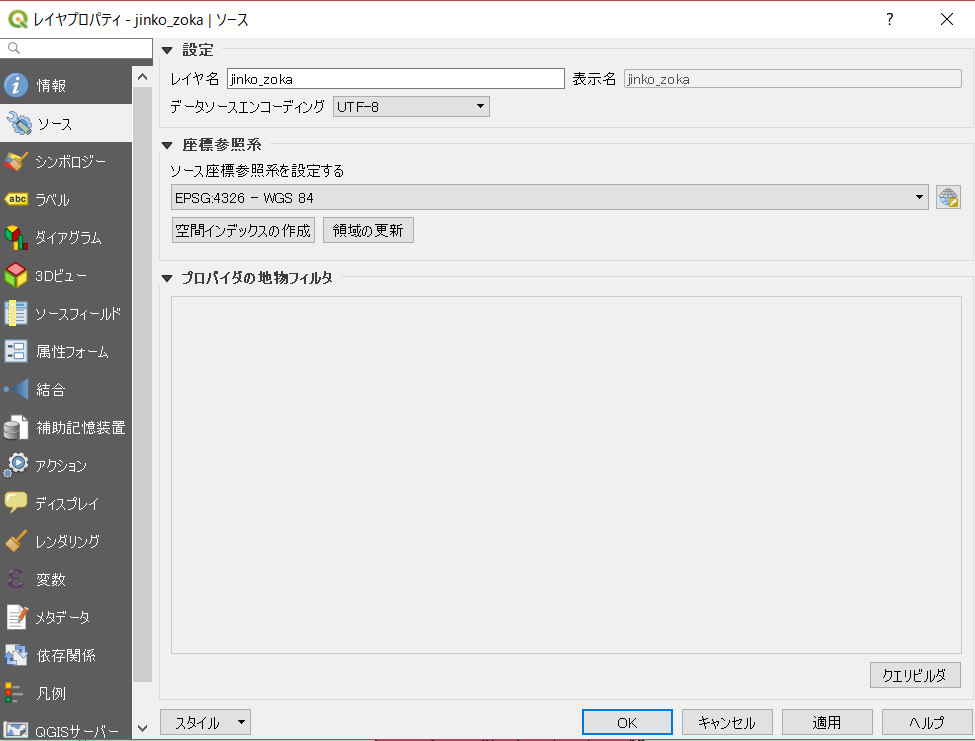 レイヤプロパティ - jinko_zoka | ソース
?
設定
レイヤ名 jinko_zoka 表示名 jinko_zoka
データソースエンコーディング UTF-8
座標参照系
ソース座標参照系を設定する
EPSG:4326 - WGS 84
空間インデックスの作成 領域の更新
プロバイダの地物フィルタ
クエリビルダ
情報
ソース
シンボロジー
abc ラベル
ダイアグラム
3Dビュー
ソースフィールド
属性フォーム
結合
補助記憶装置
アクション
ディスプレイ
レンダリング
ε 変数
メタデータ
依存関係
凡例
QGISサーバー
スタイル OK キャンセル 適用 ヘルプ